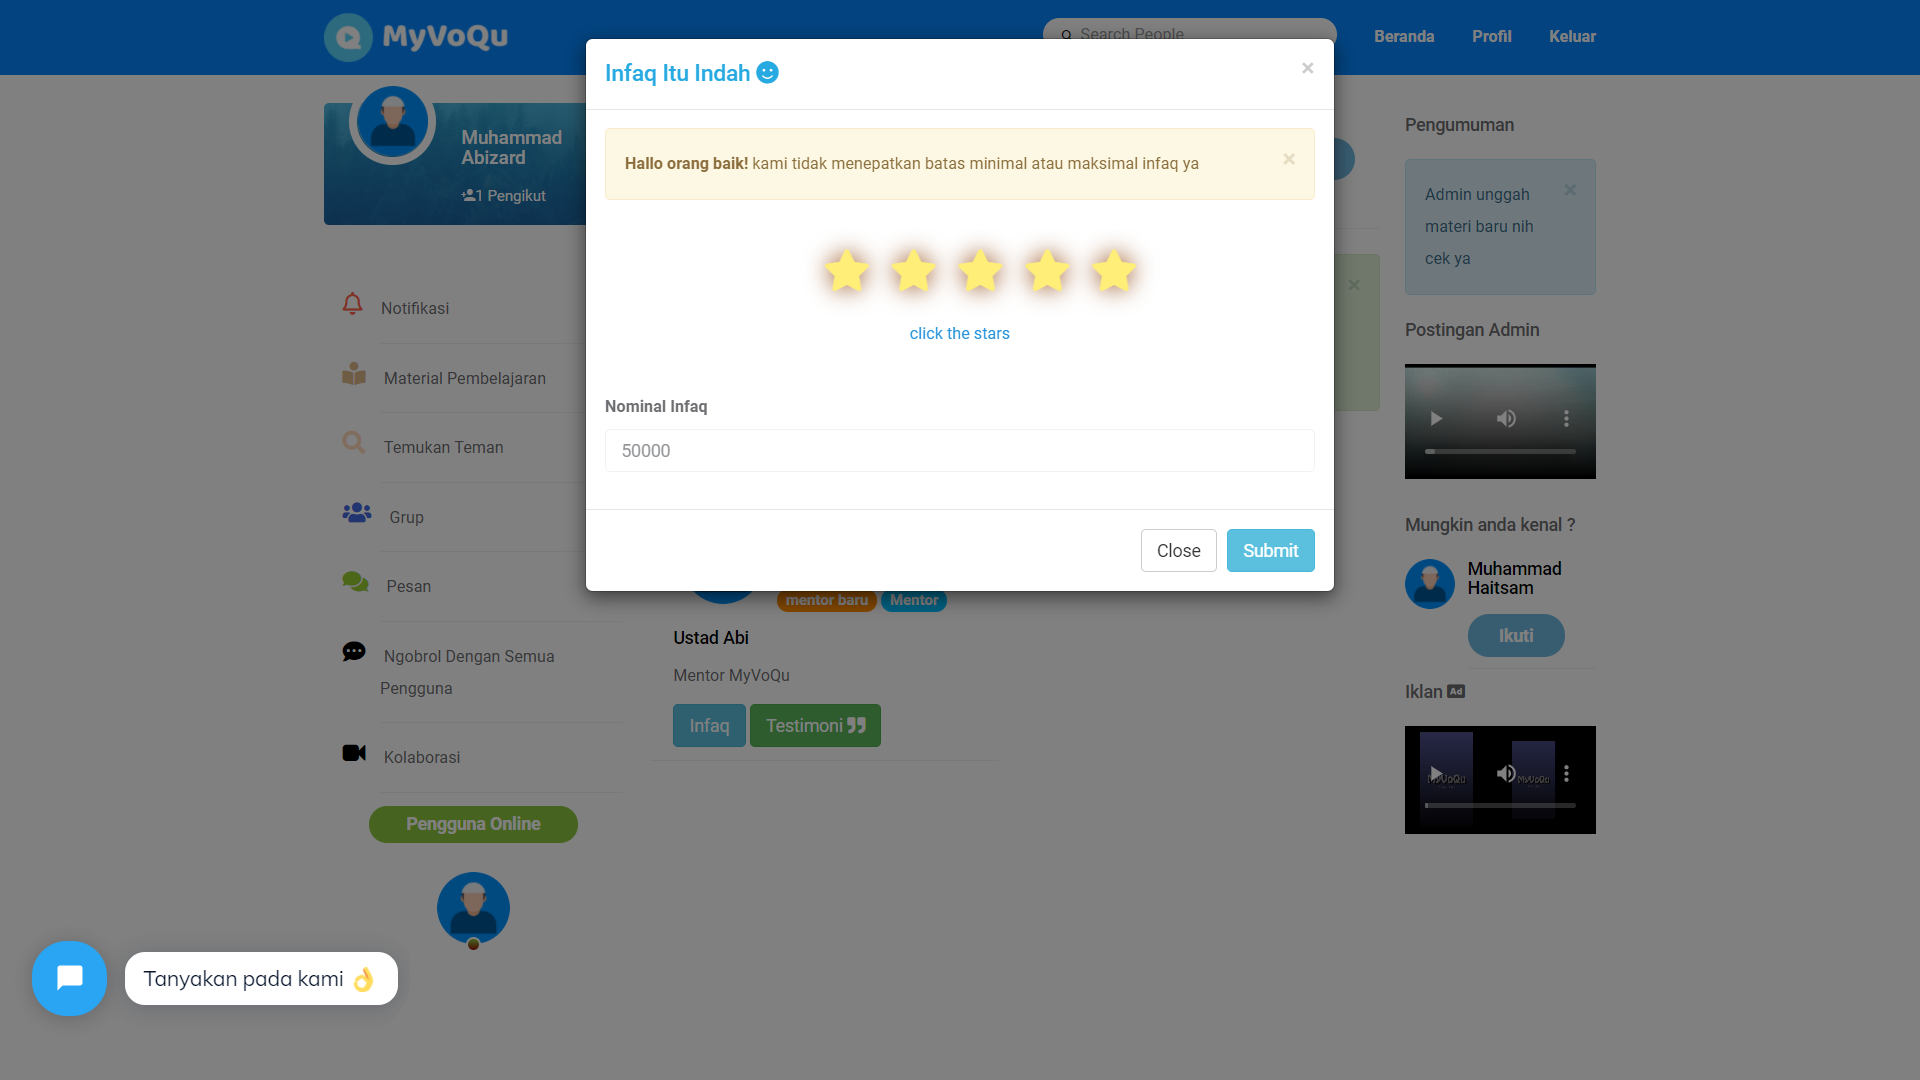 MyVoQu
Search People
Beranda
Profil
Keluar
Infaq Itu Indah
×
Hallo orang baik! kami tidak menepatkan batas minimal atau maksimal infaq ya
×
click the stars
Nominal Infaq
50000
Close
Submit
Muhammad
Abizard
1 Pengikut
Notifikasi
Material Pembelajaran
Temukan Teman
Grup
Pesan
Ngobrol Dengan Semua
Pengguna
Kolaborasi
Pengguna Online
Tanyakan pada kami
mentor baru
Mentor
Ustad Abi
Mentor MyVoQu
Infaq
Testimoni
×
Pengumuman
Admin unggah
materi baru nih
cek ya
×
Postingan Admin
Mungkin anda kenal ?
Muhammad
Haitsam
Ikuti
Iklan Ad
MyVoQu
MyVoQu